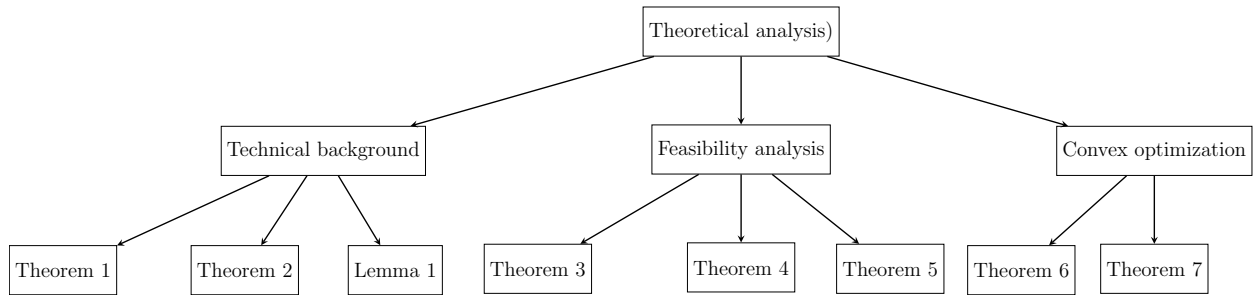 Theoretical analysis)
Technical background
Feasibility analysis
Convex optimization
Theorem 1
Theorem 2
Lemma 1
Theorem 3
Theorem 4
Theorem 5
Theorem 6
Theorem 7